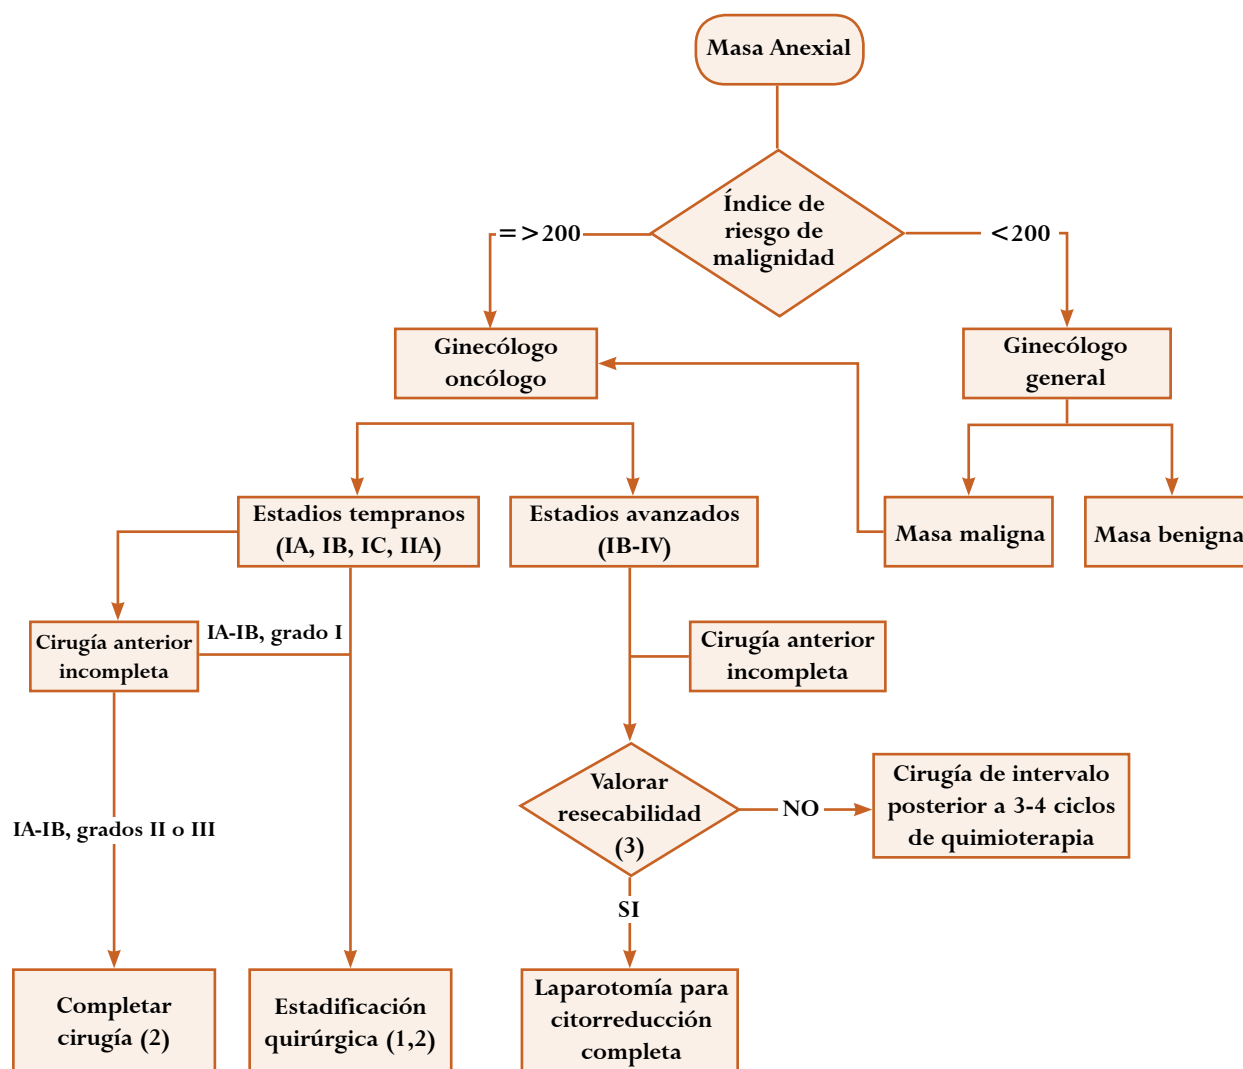 Masa Anexial
Índice de
riesgo de
malignidad
=>200
<200
Ginecólogo
oncólogo
Ginecólogo
general
Estadios tempranos
(IA, IB, IC, IIA)
Estadios avanzados
(IB-IV)
Masa maligna
Masa benigna
Cirugía anterior
incompleta
IA-IB, grado I
Cirugía anterior
incompleta
Valorar
resecabilidad
(3)
NO
Cirugía de intervalo
posterior a 3-4 ciclos
de quimioterapia
IA-IB, grados II o III
SI
Completar
cirugía (2)
Estadificación
quirúrgica (1,2)
Laparotomía para
citorreducción
completa